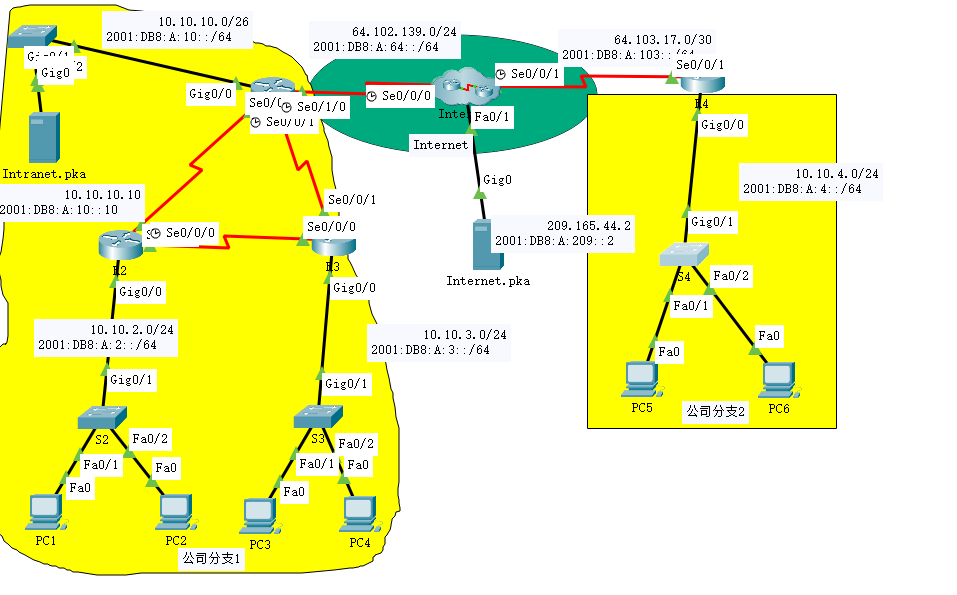 10.10.10.0/26
2001:DB8:A:10::/64
64.102.139.0/24
2001:DB8:A:64::/64
64.103.17.0/30
2001:DB8:A:103::/64
Gig0
Gig0/0
Se0/1/0
Se0/0/1
Se0/0/0
Se0/0/1
Se0/0/1
Fa0/1
Internet
R4
Gig0/0
Intranet.pka
10.10.10.10
2001:DB8:A:10::10
Se0/0/1
Se0/0/0
Se0/0/0
R2
R3
Gig0/0
Gig0/0
Gig0
209.165.44.2
2001:DB8:A:209::2
Internet.pka
10.10.4.0/24
2001:DB8:A:4::/64
Gig0/1
S4
Fa0/2
Fa0/1
Fa0
Fa0
PC5
PC6
公司分支2
10.10.2.0/24
2001:DB8:A:2::/64
10.10.3.0/24
2001:DB8:A:3::/64
Gig0/1
Gig0/1
S2
S3
Fa0/2
Fa0/1
Fa0
Fa0
Fa0/2
Fa0/1
Fa0
Fa0
PC1
PC2
PC3
PC4
公司分支1